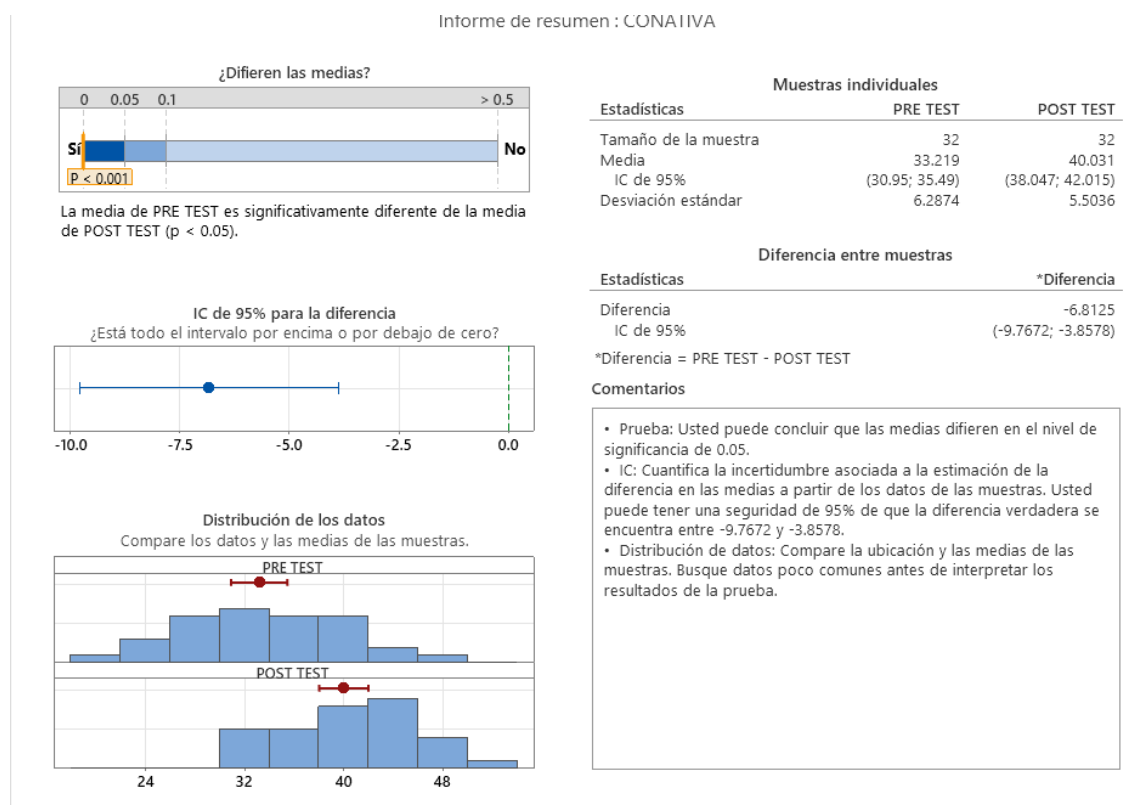 Informe de resumen : CONATIVA
¿Difieren las medias?
0 0.05 0.1 > 0.5
Sí No
P < 0.001
La media de PRE TEST es significativamente diferente de la media
de POST TEST (p < 0.05).
IC de 95% para la diferencia
¿Está todo el intervalo por encima o por debajo de cero?
-10.0 -7.5 -5.0 -2.5 0.0
Distribución de los datos
Compare los datos y las medias de las muestras.
PRE TEST
POST TEST
24 32 40 48
Muestras individuales
Estadísticas PRE TEST POST TEST
Tamaño de la muestra 32 32
Media 33.219 40.031
IC de 95% (30.95; 35.49) (38.047; 42.015)
Desviación estándar 6.2874 5.5036
Diferencia entre muestras
Estadísticas *Diferencia
Diferencia -6.8125
IC de 95% (-9.7672; -3.8578)
*Diferencia = PRE TEST - POST TEST
Comentarios
• Prueba: Usted puede concluir que las medias difieren en el nivel de
significancia de 0.05.
• IC: Cuantifica la incertidumbre asociada a la estimación de la
diferencia en las medias a partir de los datos de las muestras. Usted
puede tener una seguridad de 95% de que la diferencia verdadera se
encuentra entre -9.7672 y -3.8578.
• Distribución de datos: Compare la ubicación y las medias de las
muestras. Busque datos poco comunes antes de interpretar los
resultados de la prueba.